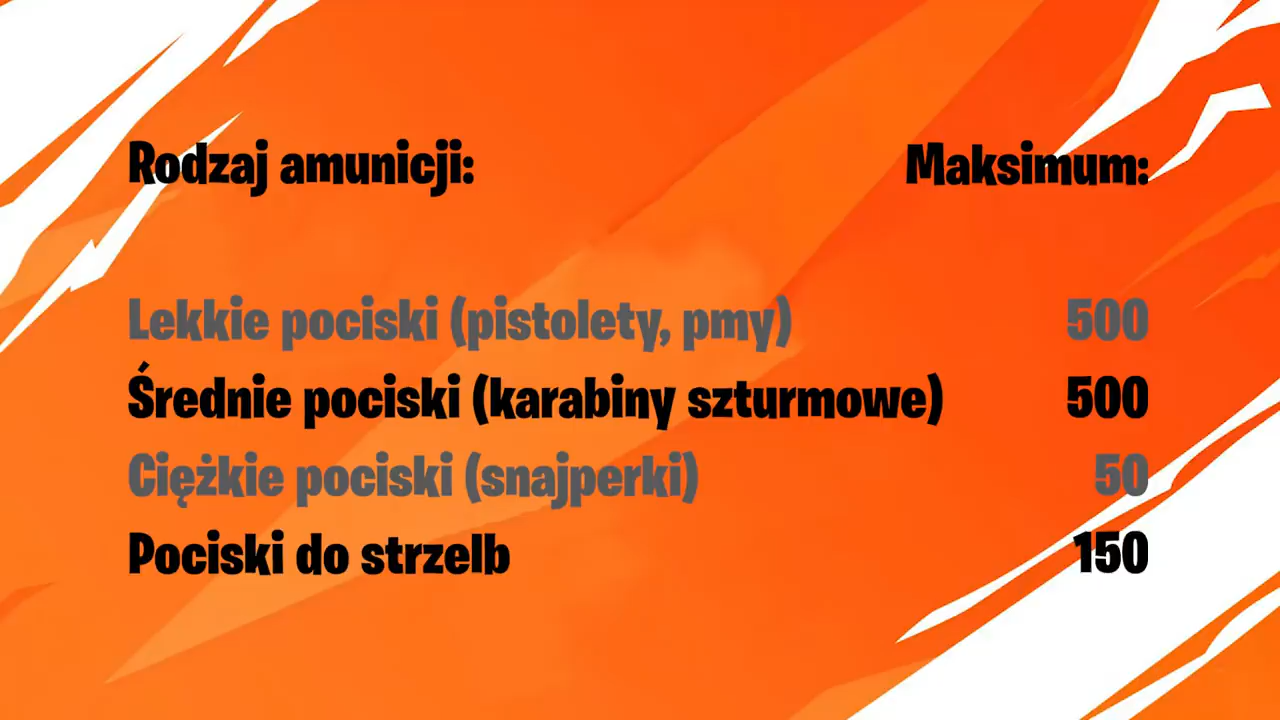 Rodzaj amunicji: Maksimum:
Lekkie pociski (pistolety, pmy) 500
Średnie pociski (karabiny szturmowe) 500
Ciężkie pociski (snajperki) 50
Pociski do strzelb 150